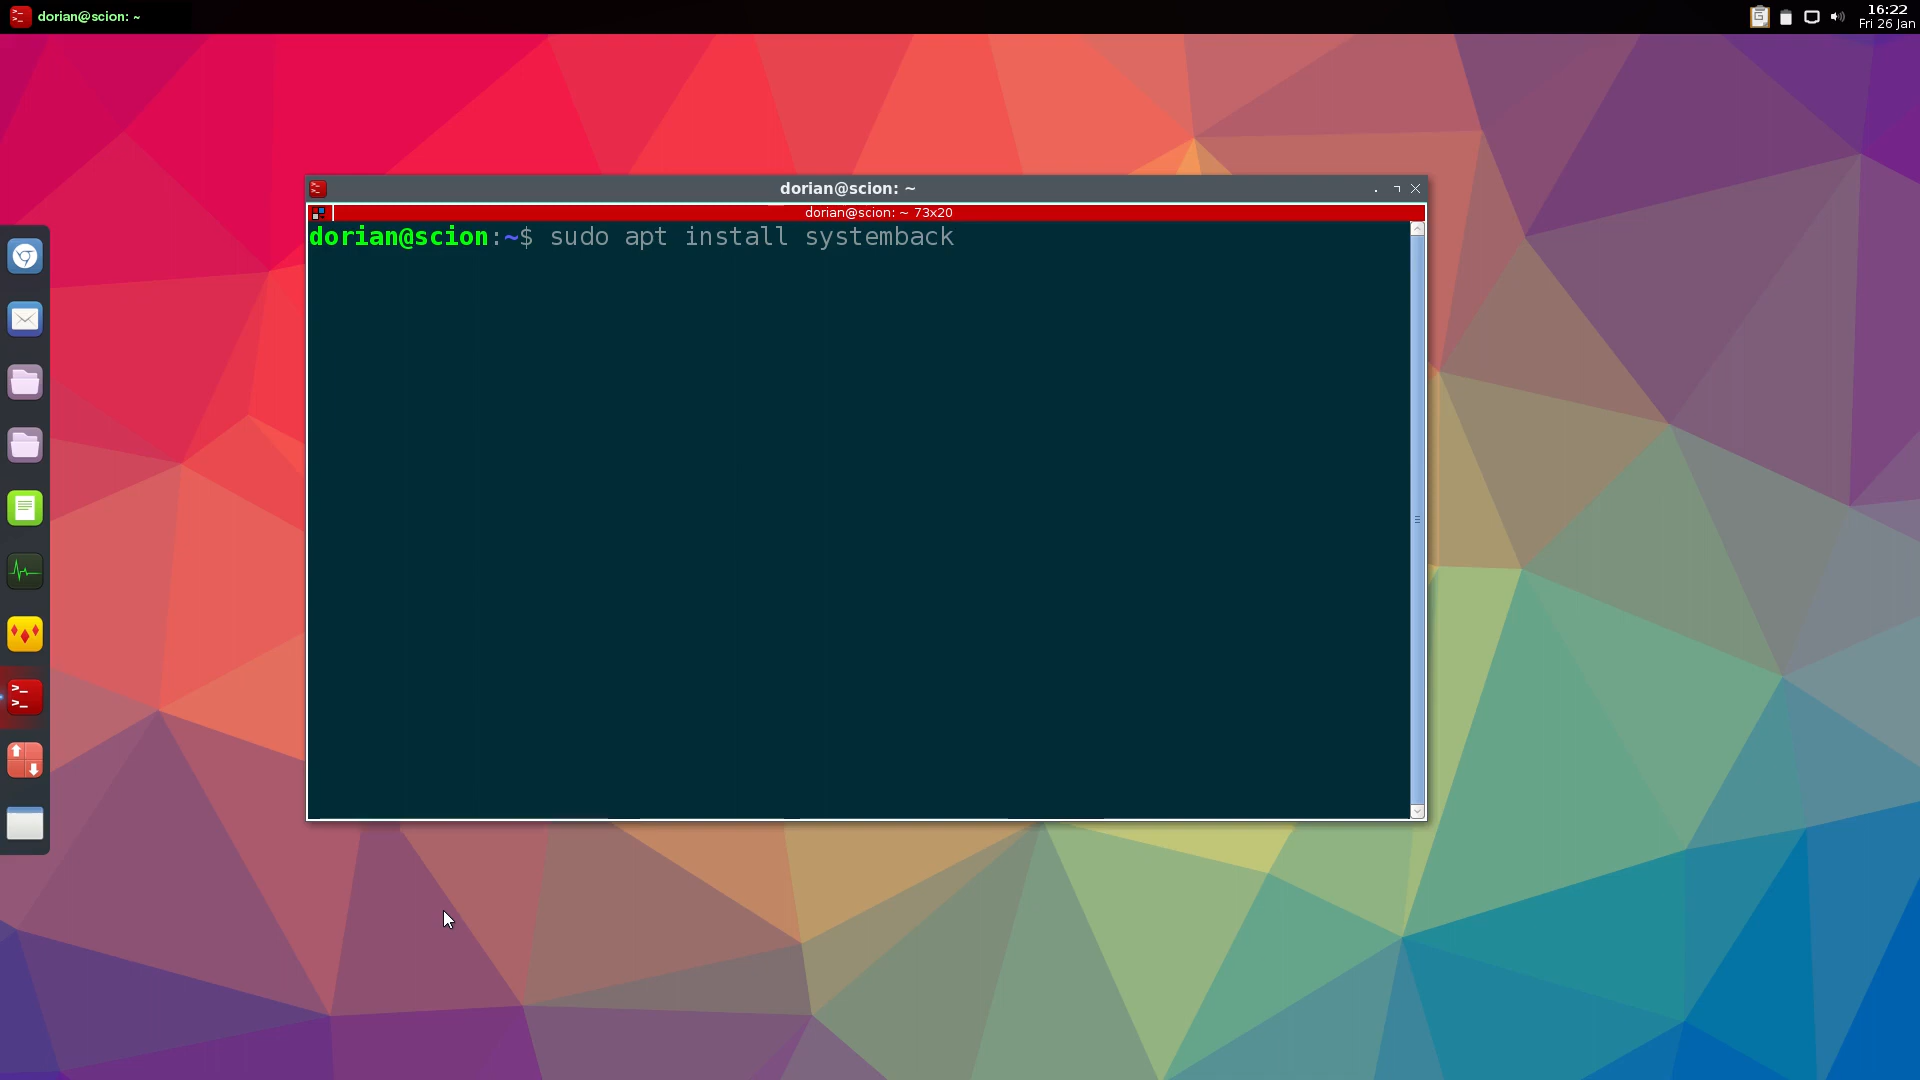 dorian@scion: ~
16:22
Fri 26 Jan
dorian@scion: ~
dorian@scion: ~ 73x20
dorian@scion:~$ sudo apt install systemback